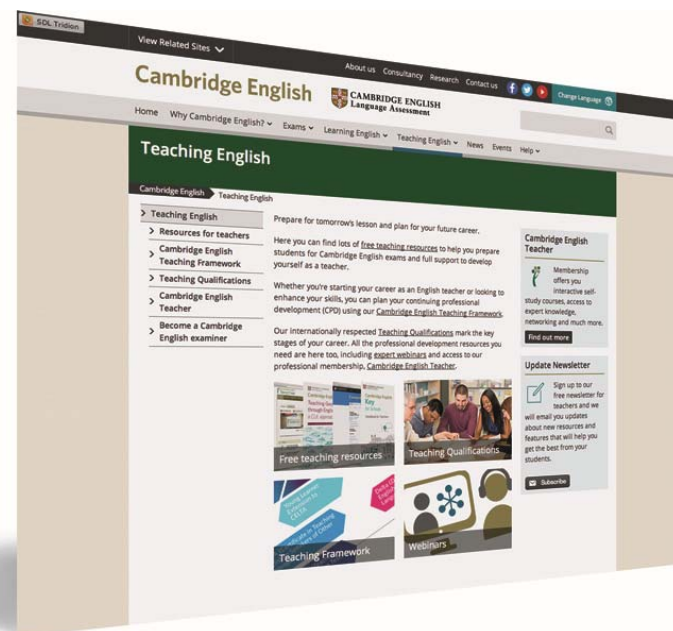 SDL Tridion
View Related Sites
About us Consultancy Research Contact us
Change Language
Cambridge English
CAMBRIDGE ENGLISH
Language Assessment
Home Why Cambridge English? Exams Learning English Teaching English News Events Help
Teaching English
Cambridge English Teaching English
Teaching English
Resources for teachers
Cambridge English
Teaching Framework
Teaching Qualifications
Cambridge English
Teacher
Become a Cambridge
English examiner
Prepare for tomorrow's lesson and plan for your future career.
Here you can find lots of free teaching resources to help you prepare
students for Cambridge English exams and full support to develop
yourself as a teacher.
Whether you're starting your career as an English teacher or looking to
enhance your skills, you can plan your continuing professional
development (CPD) using our Cambridge English Teaching Framework.
Our internationally respected Teaching Qualifications mark the key
stages of your career. All the professional development resources you
need are here too, including expert webinars and access to our
professional membership, Cambridge English Teacher.
Free teaching resources
Key
Teaching Qualifications
Young Learner
Extension to
CELTA
Teaching Framework
Webinars
Cambridge English
Teacher
Membership
offers you
interactive self-
study courses, access to
expert knowledge,
networking and much more.
Find out more
Update Newsletter
Sign up to our
free newsletter for
teachers and we
will email you updates
about new resources and
features that will help you
get the best from your
students.
Subscribe